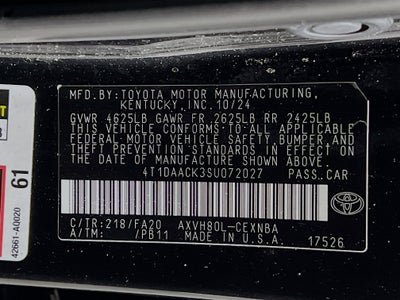 MFD.BY:TOYOTA MOTOR MANUFACTURING,
KENTUCKY,INC.10/24
GVWR 4625LB GAWR FR 2625LB RR 2425LB
THIS VEHICLE CONFORMS TO ALL APPLICABLE
FEDERAL MOTOR VEHICLE SAFETY,BUMPER,AND
THEFT PREVENTION STANDARDS IN EFFECT ON
THE DATE OF MANUFACTURE SHOWN ABOVE.
4T1DAACK3SU072027 PASS.CAR
C/TR:218/FA20 AXVH80L-CEXNBA
A/TM: /PB11 MADE IN U.S.A. 17526
TOYOTA
61
42661-A0020